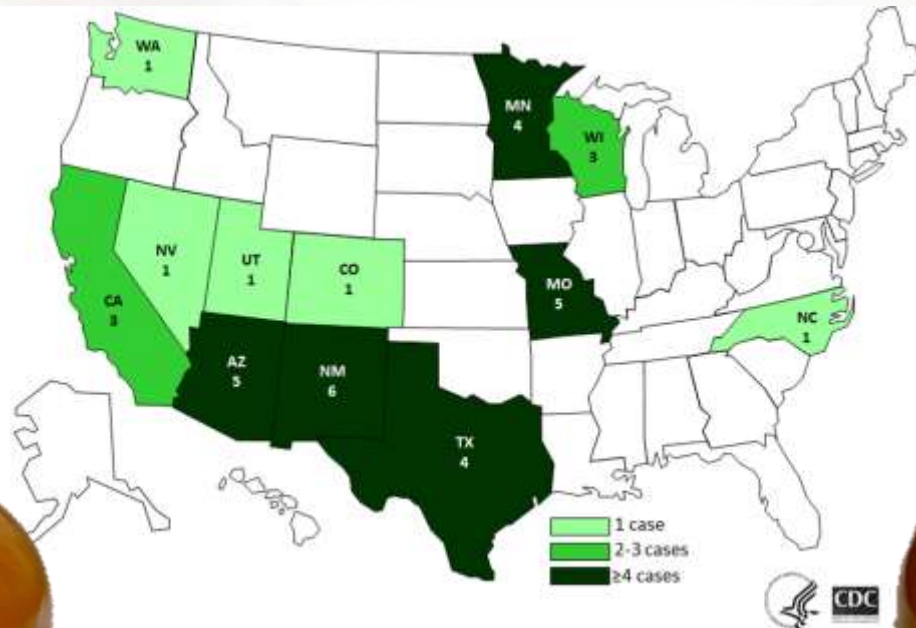 WA
1
MN
4
WI
3
NV
1
UT
1
CO
1
CA
3
MO
5
NC
1
AZ
5
NM
6
TX
4
1 case
2-3 cases
≥4 cases
CDC